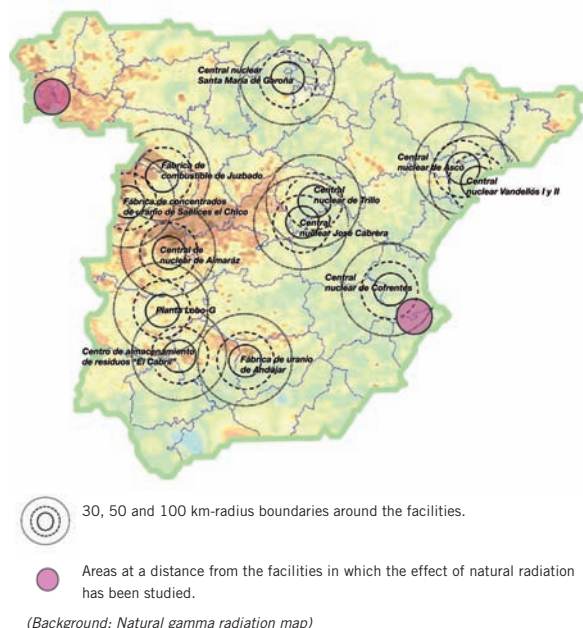 Central nuclear
Santa María de Garoña
Fábrica de
combustible de Juzbado
Central nuclear
de Ascó
Central
nuclear Vandellós I y II
Central
nuclear de Trillo
Fábrica de concentrados
de uranio de Saelices el Chico
Central
nuclear José Cabrera
Central de
nuclear de Almaráz
Central
nuclear de Cofrentes
Planta Lobo-G
Centro de almacenamiento
de residuos "El Cabril"
Fábrica de uranio
de Andújar
30, 50 and 100 km-radius boundaries around the facilities.
Areas at a distance from the facilities in which the effect of natural radiation
has been studied.
(Background: Natural gamma radiation map)